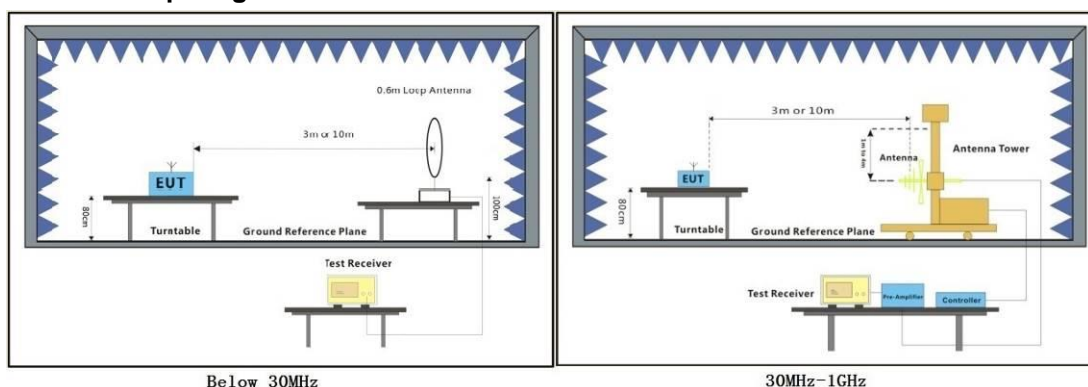 0.6m Loop Antenna
3m or 10m
EUT
80cm
100cm
Turntable
Ground Reference Plane
Test Receiver
Below 30MHz
3m or 10m
1m to 4m
Antenna
Antenna Tower
EUT
80cm
Turntable
Ground Reference Plane
Test Receiver
Pre-Amplifier
Controller
30MHz-1GHz